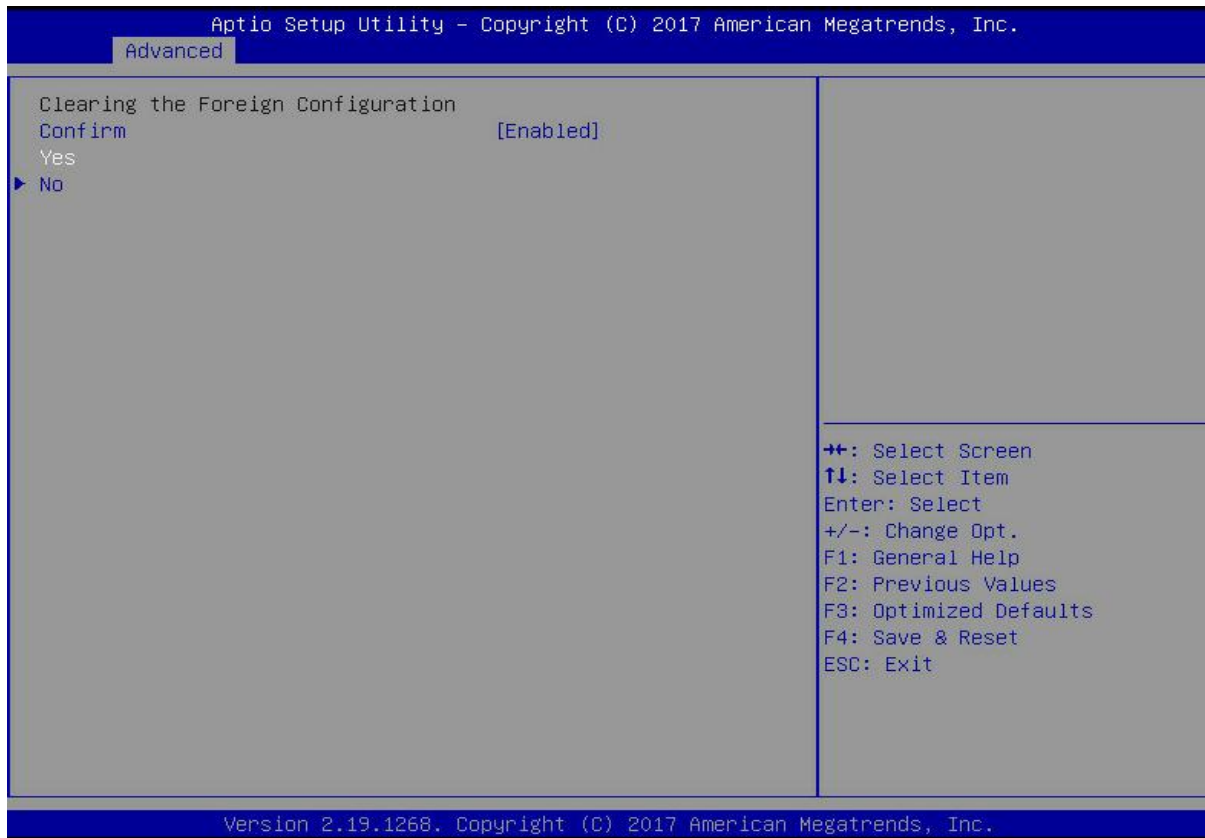 Aptio Setup Utility – Copyright (C) 2017 American Megatrends, Inc.
Advanced
Clearing the Foreign Configuration
Confirm [Enabled]
Yes
► No
→←: Select Screen
↑↓: Select Item
Enter: Select
+/-: Change Opt.
F1: General Help
F2: Previous Values
F3: Optimized Defaults
F4: Save & Reset
ESC: Exit
Version 2.19.1268. Copyright (C) 2017 American Megatrends, Inc.